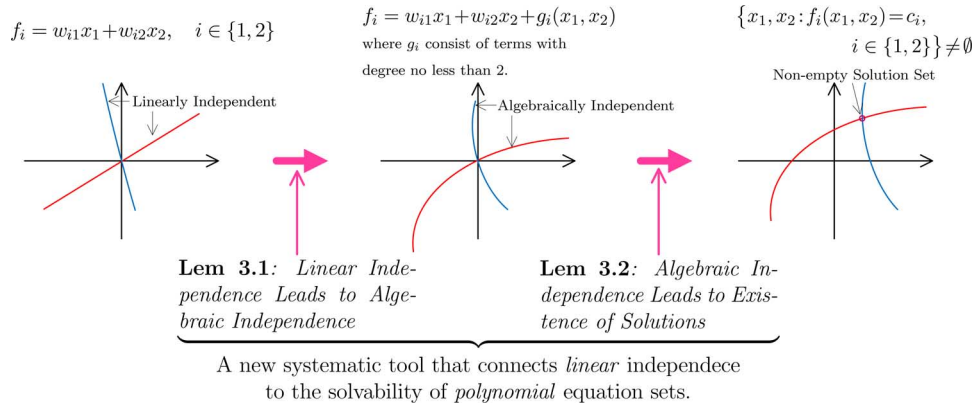 f_i = w_{i1}x_1+w_{i2}x_2, i ∈ {1, 2}
Linearly Independent
f_i = w_{i1}x_1+w_{i2}x_2+g_i(x_1, x_2)
where g_i consist of terms with
degree no less than 2.
Algebraically Independent
{x_1, x_2 : f_i(x_1, x_2)=c_i,
i ∈ {1, 2}}≠∅
Non-empty Solution Set
Lem 3.1: Linear Inde-
pendence Leads to Alge-
braic Independence
Lem 3.2: Algebraic In-
dependence Leads to Exis-
tence of Solutions
A new systematic tool that connects linear independece
to the solvability of polynomial equation sets.